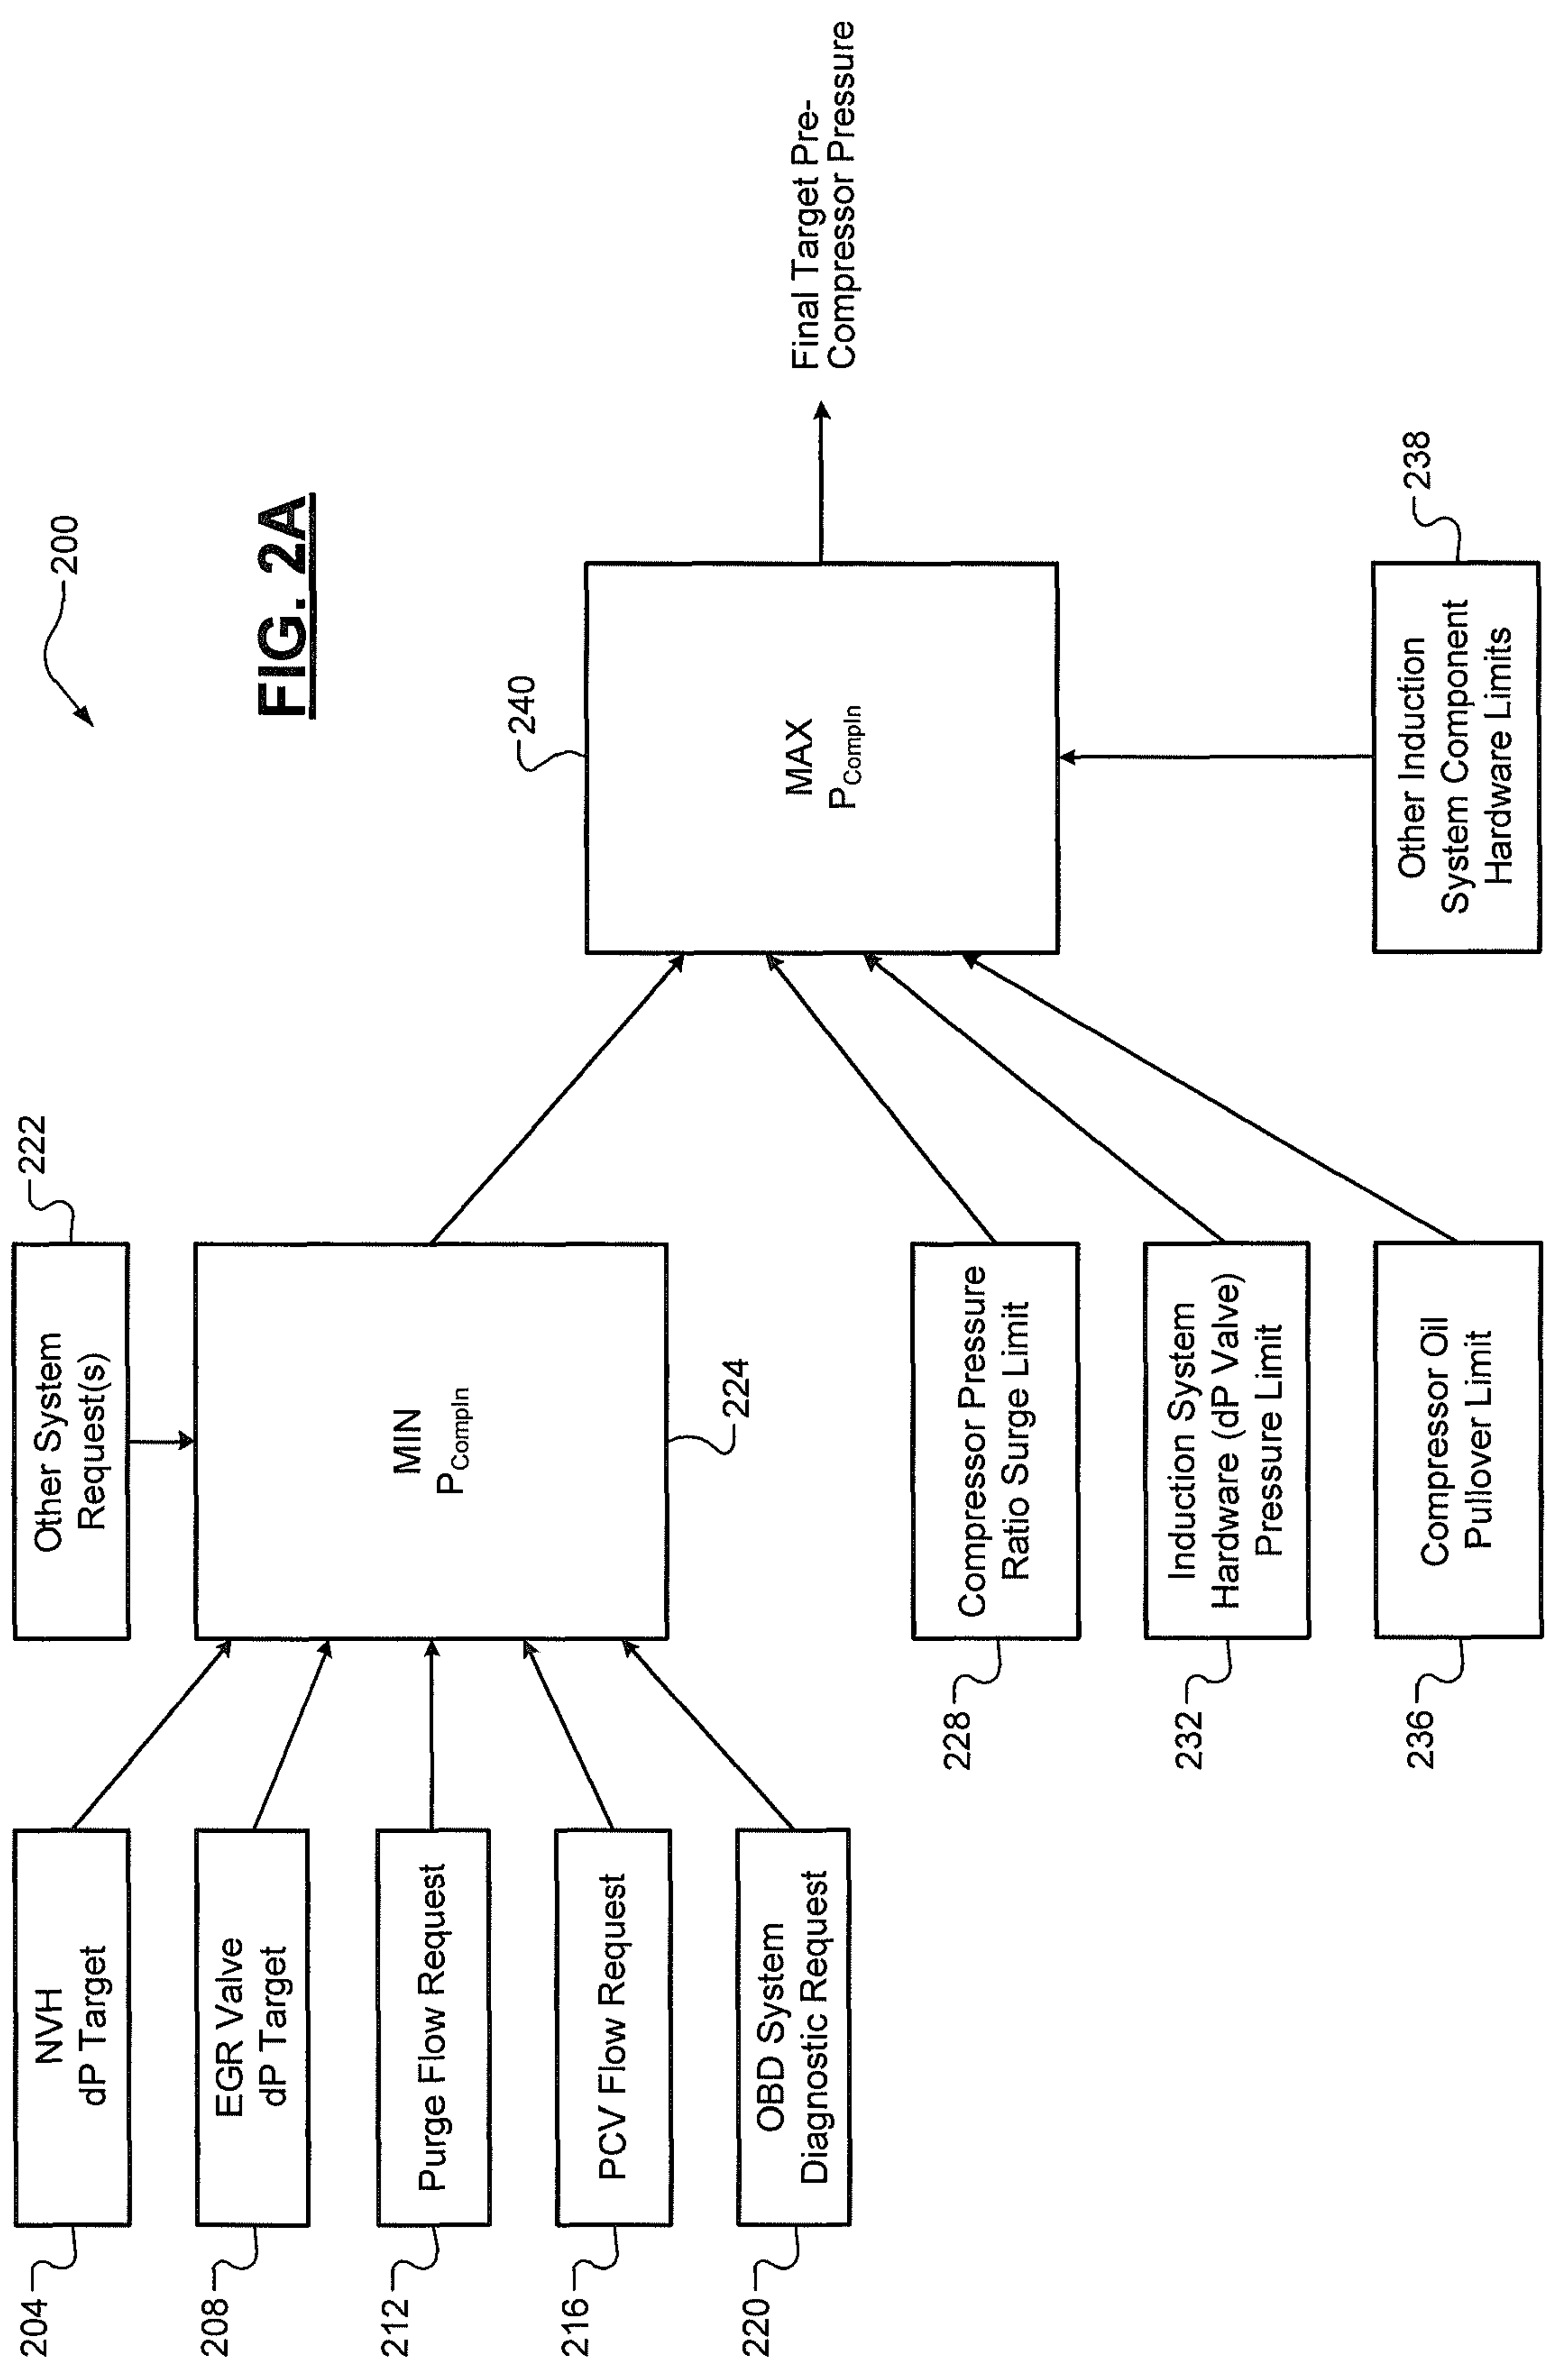 200
FIG. 2A
204
NVH
dP Target
208
EGR Valve
dP Target
212
Purge Flow Request
216
PCV Flow Request
220
OBD System
Diagnostic Request
Other System
Request(s)
222
MIN
PCompIn
224
228
Compressor Pressure
Ratio Surge Limit
232
Induction System
Hardware (dP Valve)
Pressure Limit
236
Compressor Oil
Pullover Limit
240
MAX
PCompIn
Other Induction
System Component
Hardware Limits
238
Final Target Pre-
Compressor Pressure